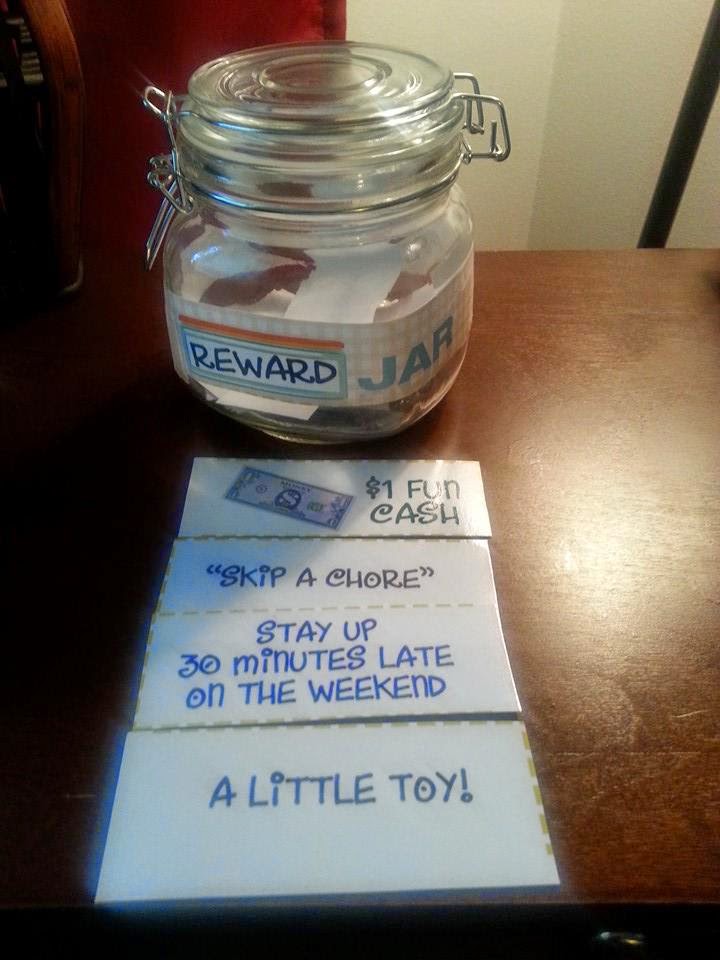 REWARD JAR
$1 FUN
CASH
"SKIP A CHORE"
STAY UP
30 MINUTES LATE
ON THE WEEKEND
A LITTLE TOY!